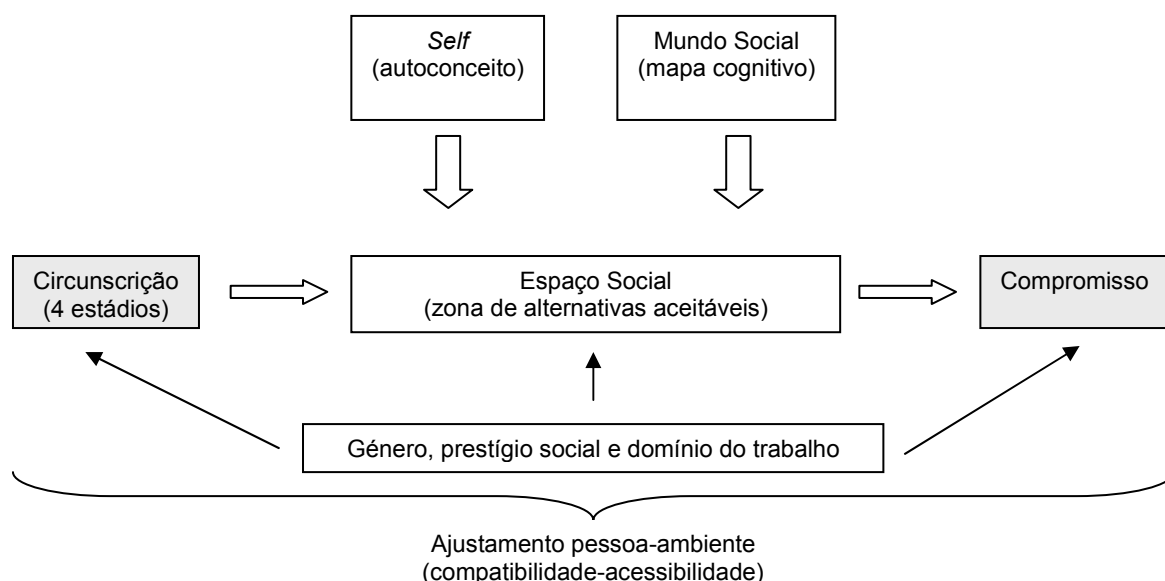 Self
(autoconceito)
Mundo Social
(mapa cognitivo)
Circunscrição
(4 estádios)
Espaço Social
(zona de alternativas aceitáveis)
Compromisso
Género, prestígio social e domínio do trabalho
Ajustamento pessoa-ambiente
(compatibilidade-acessibilidade)